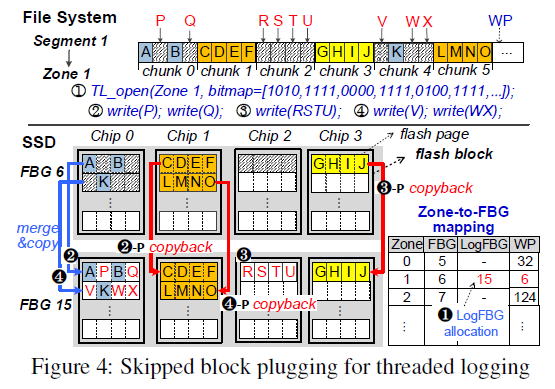 File System
P Q R S T U V W X WP
Segment 1
A B C D E F G H I J K L M N O ...
Zone 1 chunk 0 chunk 1 chunk 2 chunk 3 chunk 4 chunk 5
① TL_open(Zone 1, bitmap=[1010,1111,0000,1111,0100,1111,...]);
② write(P); write(Q); ③ write(RSTU); ④ write(V); write(WX);
SSD Chip 0 Chip 1 Chip 2 Chip 3
flash page
flash block
FBG 6
A B C D E F G H I J
K L M N O
merge
&copy
❷
❹
❷-P copyback
❸
❸-P copyback
❹-P copyback
FBG 15
A P B Q C D E F R S T U G H I J
V K W X L M N O
Zone-to-FBG
mapping
Zone FBG LogFBG WP
0 5 - 32
1 6 15 6
2 7 - 124
❶ LogFBG
allocation
Figure 4: Skipped block plugging for threaded logging